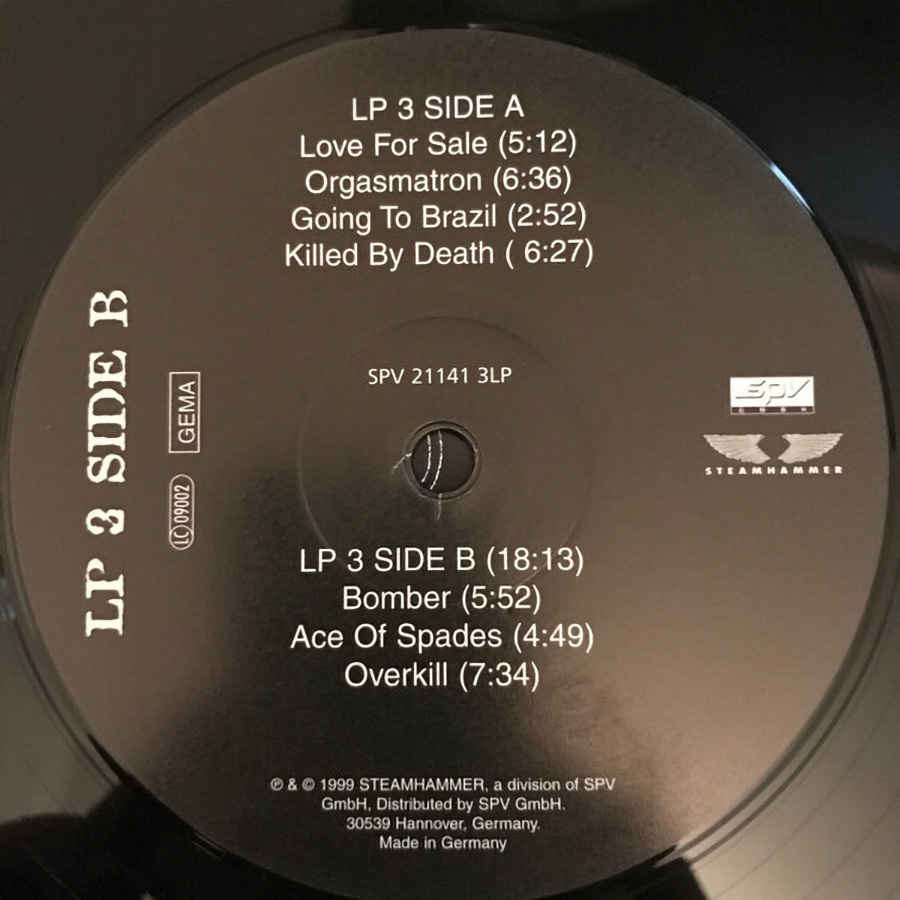 LP 3 SIDE A
Love For Sale (5:12)
Orgasmatron (6:36)
Going To Brazil (2:52)
Killed By Death ( 6:27)
LP 3 SIDE B
GEMA
LC 09002
SPV 21141 3LP
spv
GMBH
STEAMHAMMER
LP 3 SIDE B (18:13)
Bomber (5:52)
Ace Of Spades (4:49)
Overkill (7:34)
℗ & © 1999 STEAMHAMMER, a division of SPV
GmbH, Distributed by SPV GmbH.
30539 Hannover, Germany.
Made in Germany